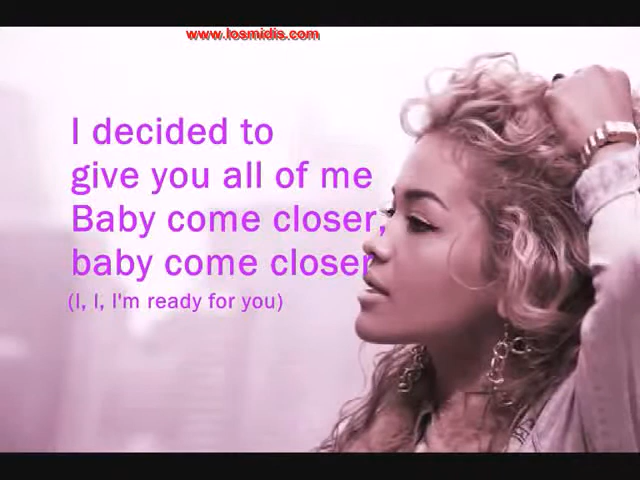 www.losmidis.com
I decided to
give you all of me
Baby come closer,
baby come closer
(I, I, I'm ready for you)